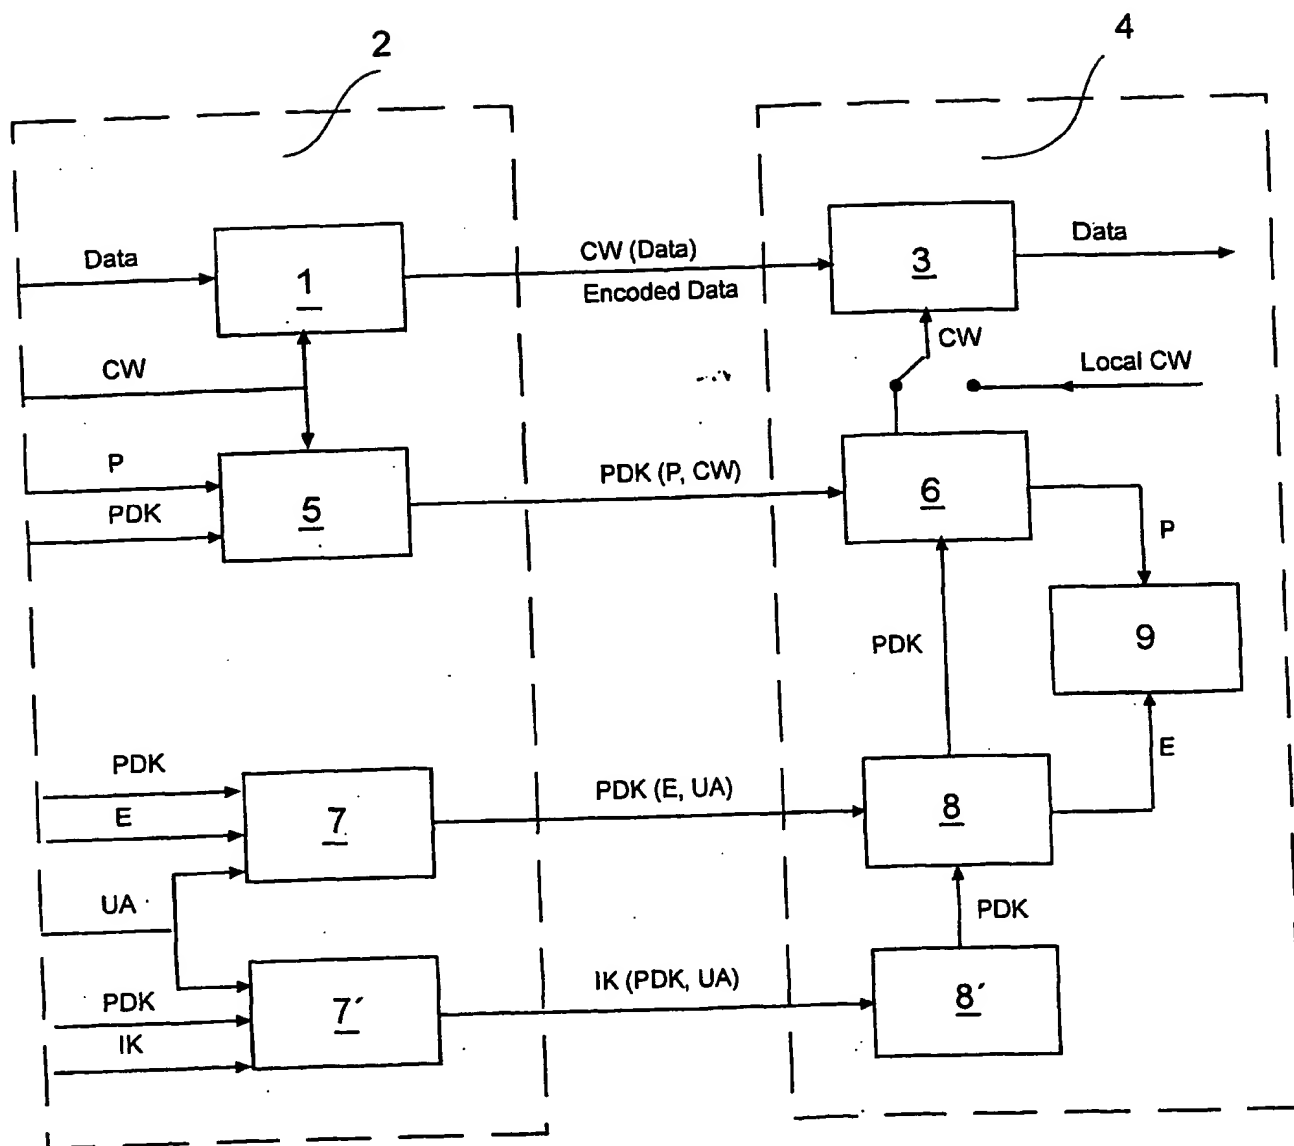 2
4
Data
1
CW (Data)
Encoded Data
3
Data
CW
CW
Local CW
P
PDK
5
PDK (P, CW)
6
P
PDK
9
PDK
E
7
PDK (E, UA)
8
E
UA
PDK
PDK
IK
7´
IK (PDK, UA)
8´